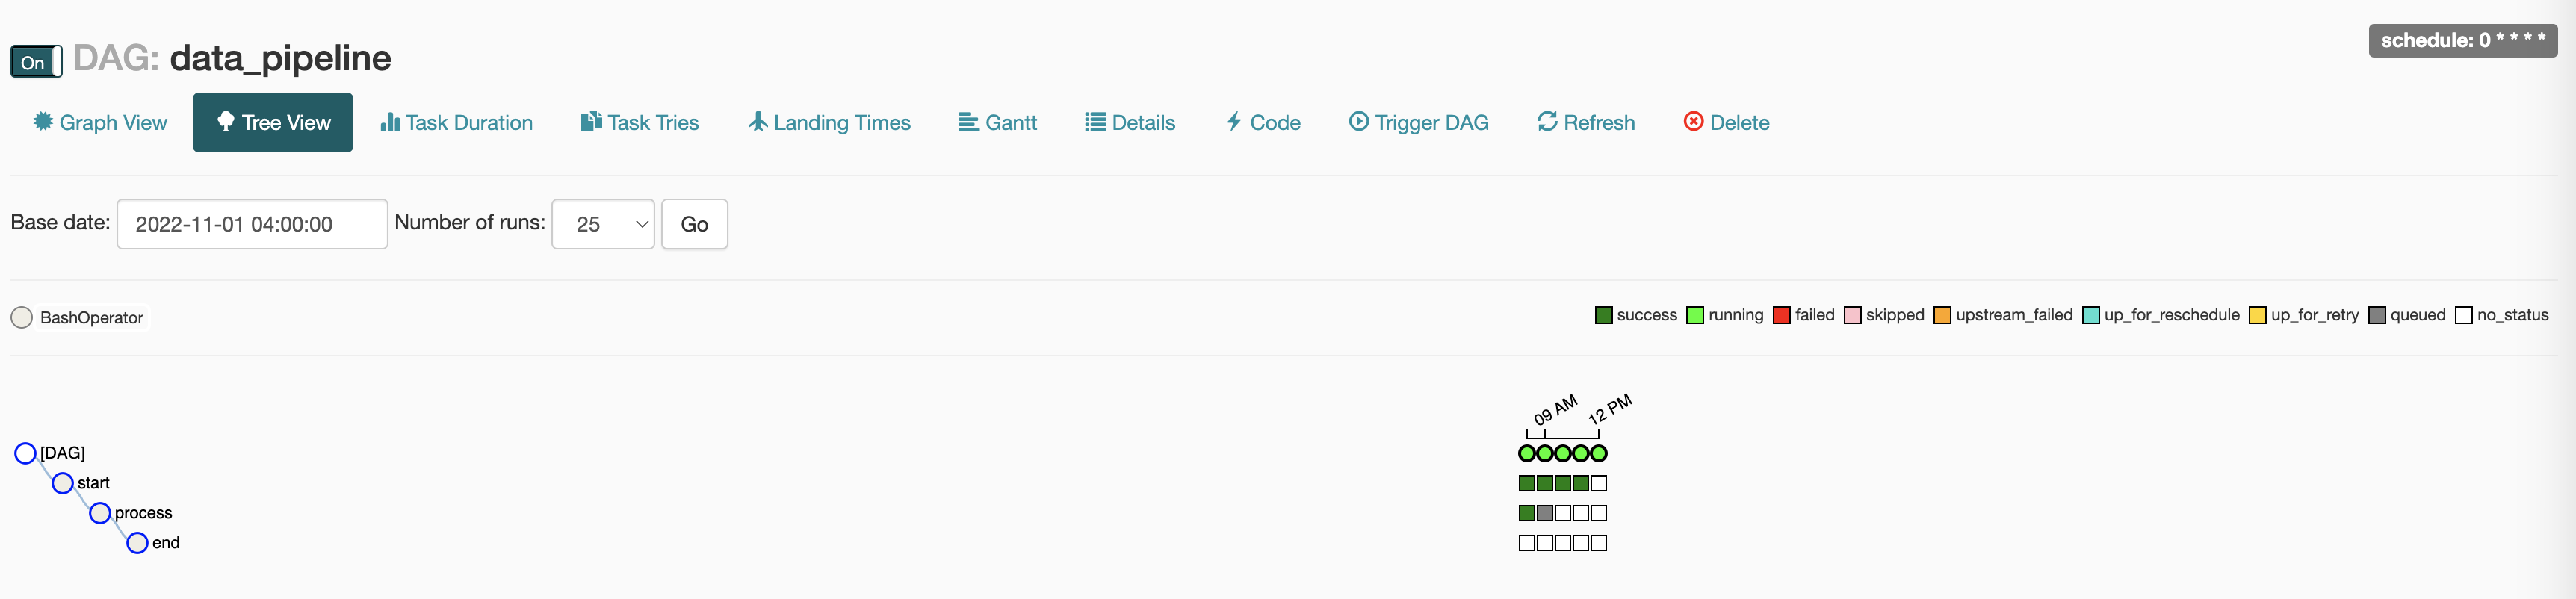 schedule: 0 * * * *
On DAG: data_pipeline
Graph View Tree View Task Duration Task Tries Landing Times Gantt Details Code Trigger DAG Refresh Delete
Base date: 2022-11-01 04:00:00 Number of runs: 25 Go
BashOperator success running failed skipped upstream_failed up_for_reschedule up_for_retry queued no_status
09 AM 12 PM
[DAG]
start
process
end